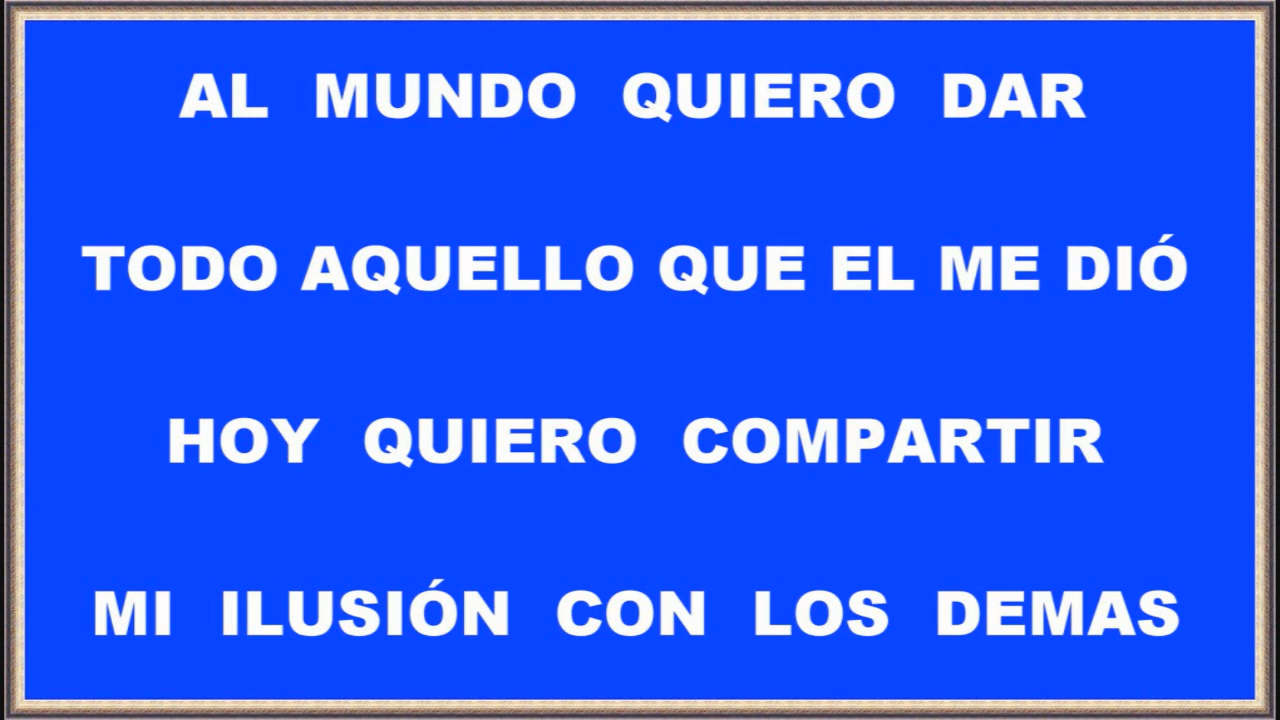 AL MUNDO QUIERO DAR
TODO AQUELLO QUE EL ME DIÓ
HOY QUIERO COMPARTIR
MI ILUSIÓN CON LOS DEMAS